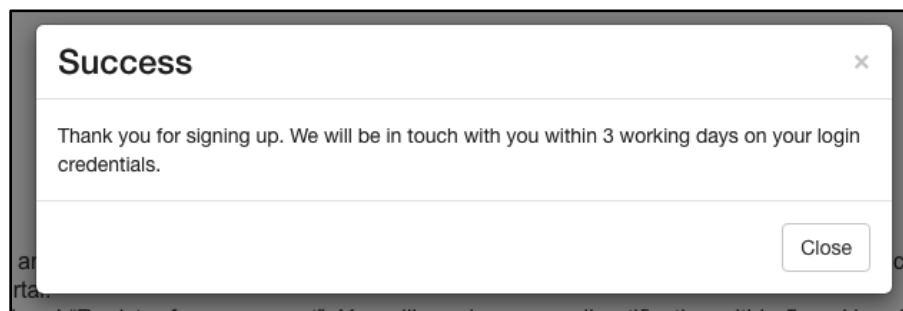 Success
×
Thank you for signing up. We will be in touch with you within 3 working days on your login
credentials.
Close